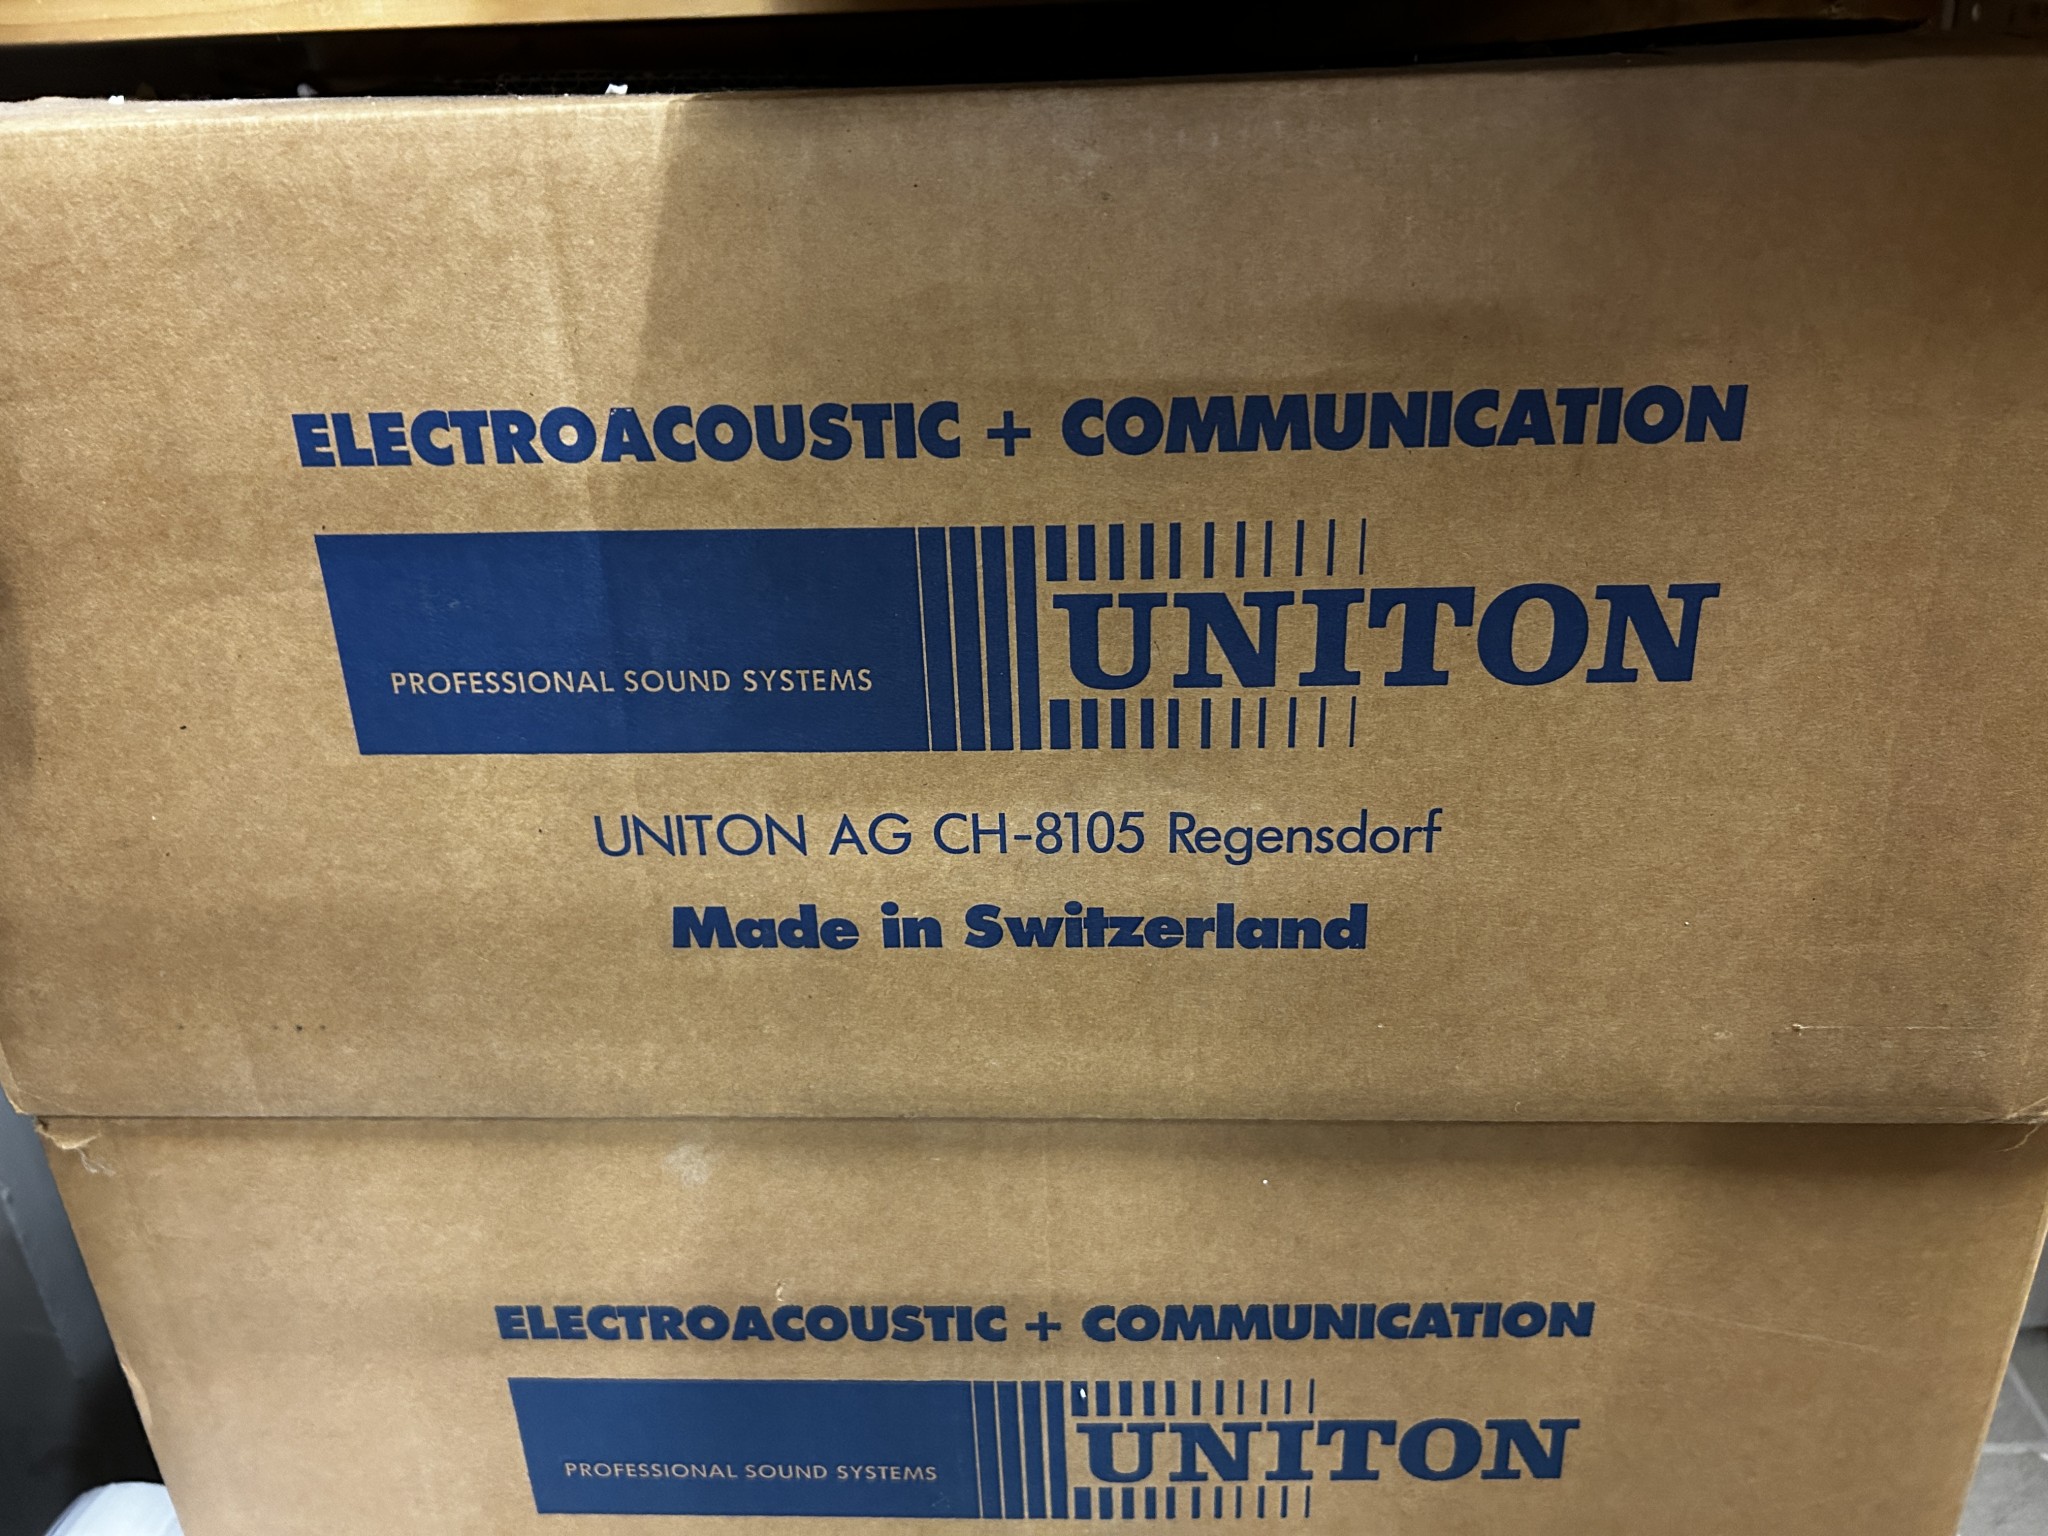 ELECTROACOUSTIC + COMMUNICATION
PROFESSIONAL SOUND SYSTEMS UNITON
UNITON AG CH-8105 Regensdorf
Made in Switzerland
ELECTROACOUSTIC + COMMUNICATION
PROFESSIONAL SOUND SYSTEMS UNITON